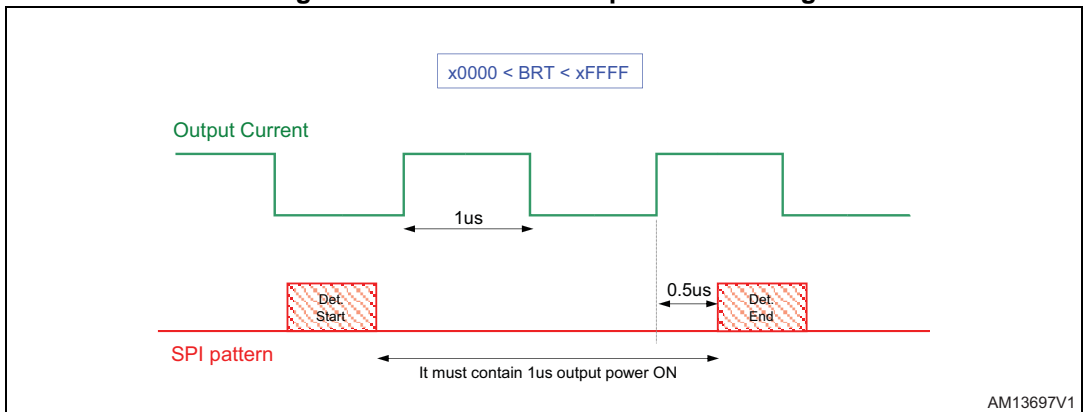 x0000 < BRT < xFFFF
Output Current
1us
Det.
Start
0.5us
Det.
End
SPI pattern
It must contain 1us output power ON
AM13697V1